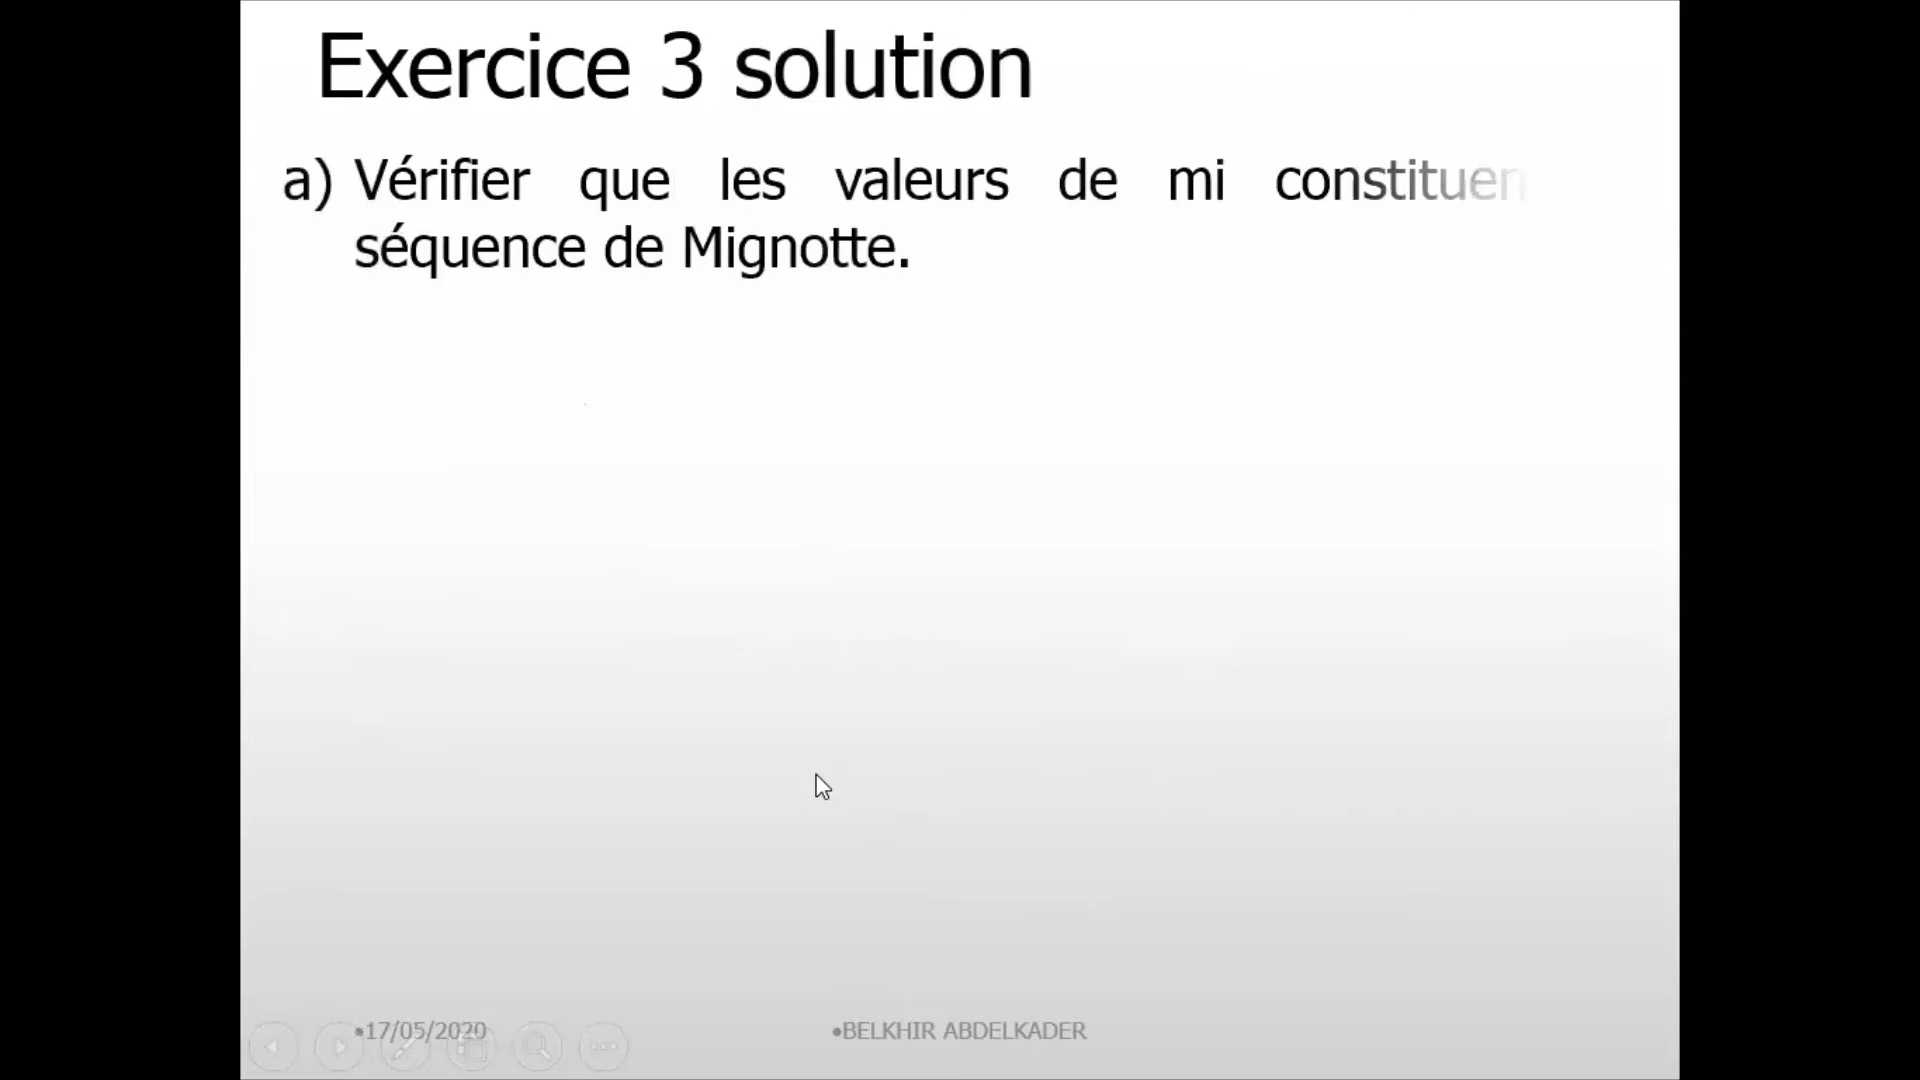 Exercice 3 solution
a) Vérifier que les valeurs de mi constituen
séquence de Mignotte.
•17/05/2020
•BELKHIR ABDELKADER